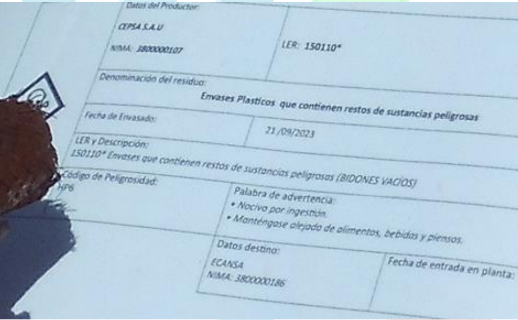 Datos del Productor:
CEPSA S.A.U
NIMA: 3800000107
LER: 150110*
Denominación del residuo:
Envases Plasticos que contienen restos de sustancias peligrosas
Fecha de Envasado:
21/09/2023
LER y Descripción:
150110* Envases que contienen restos de sustancias peligrosas (BIDONES VACÍOS)
Código de Peligrosidad:
HP6
Palabra de advertencia:
• Nocivo por ingestión.
• Manténgase alejado de alimentos, bebidas y piensos.
Datos destino:
ECANSA
NIMA: 3800000186
Fecha de entrada en planta: